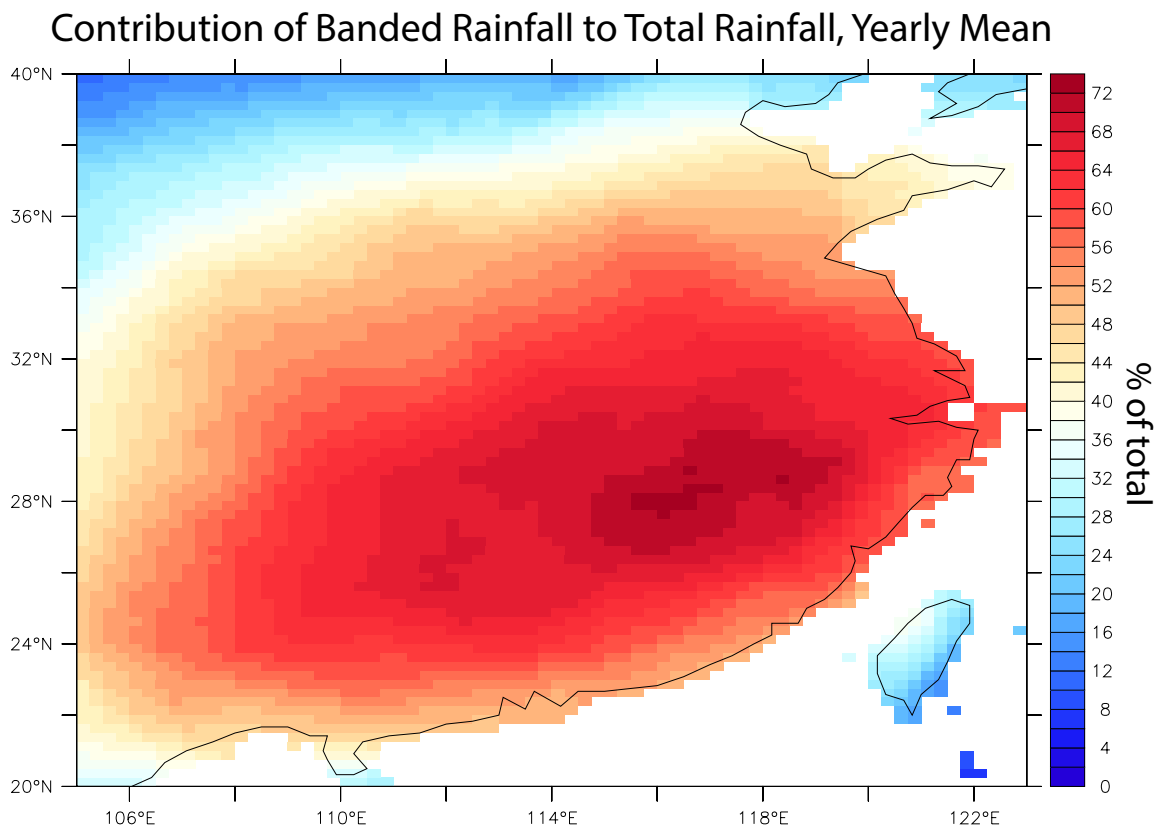 Contribution of Banded Rainfall to Total Rainfall, Yearly Mean
40°N
36°N
32°N
28°N
24°N
20°N
106°E
110°E
114°E
118°E
122°E
72
68
64
60
56
52
48
44
40
36
32
28
24
20
16
12
8
4
0
% of total